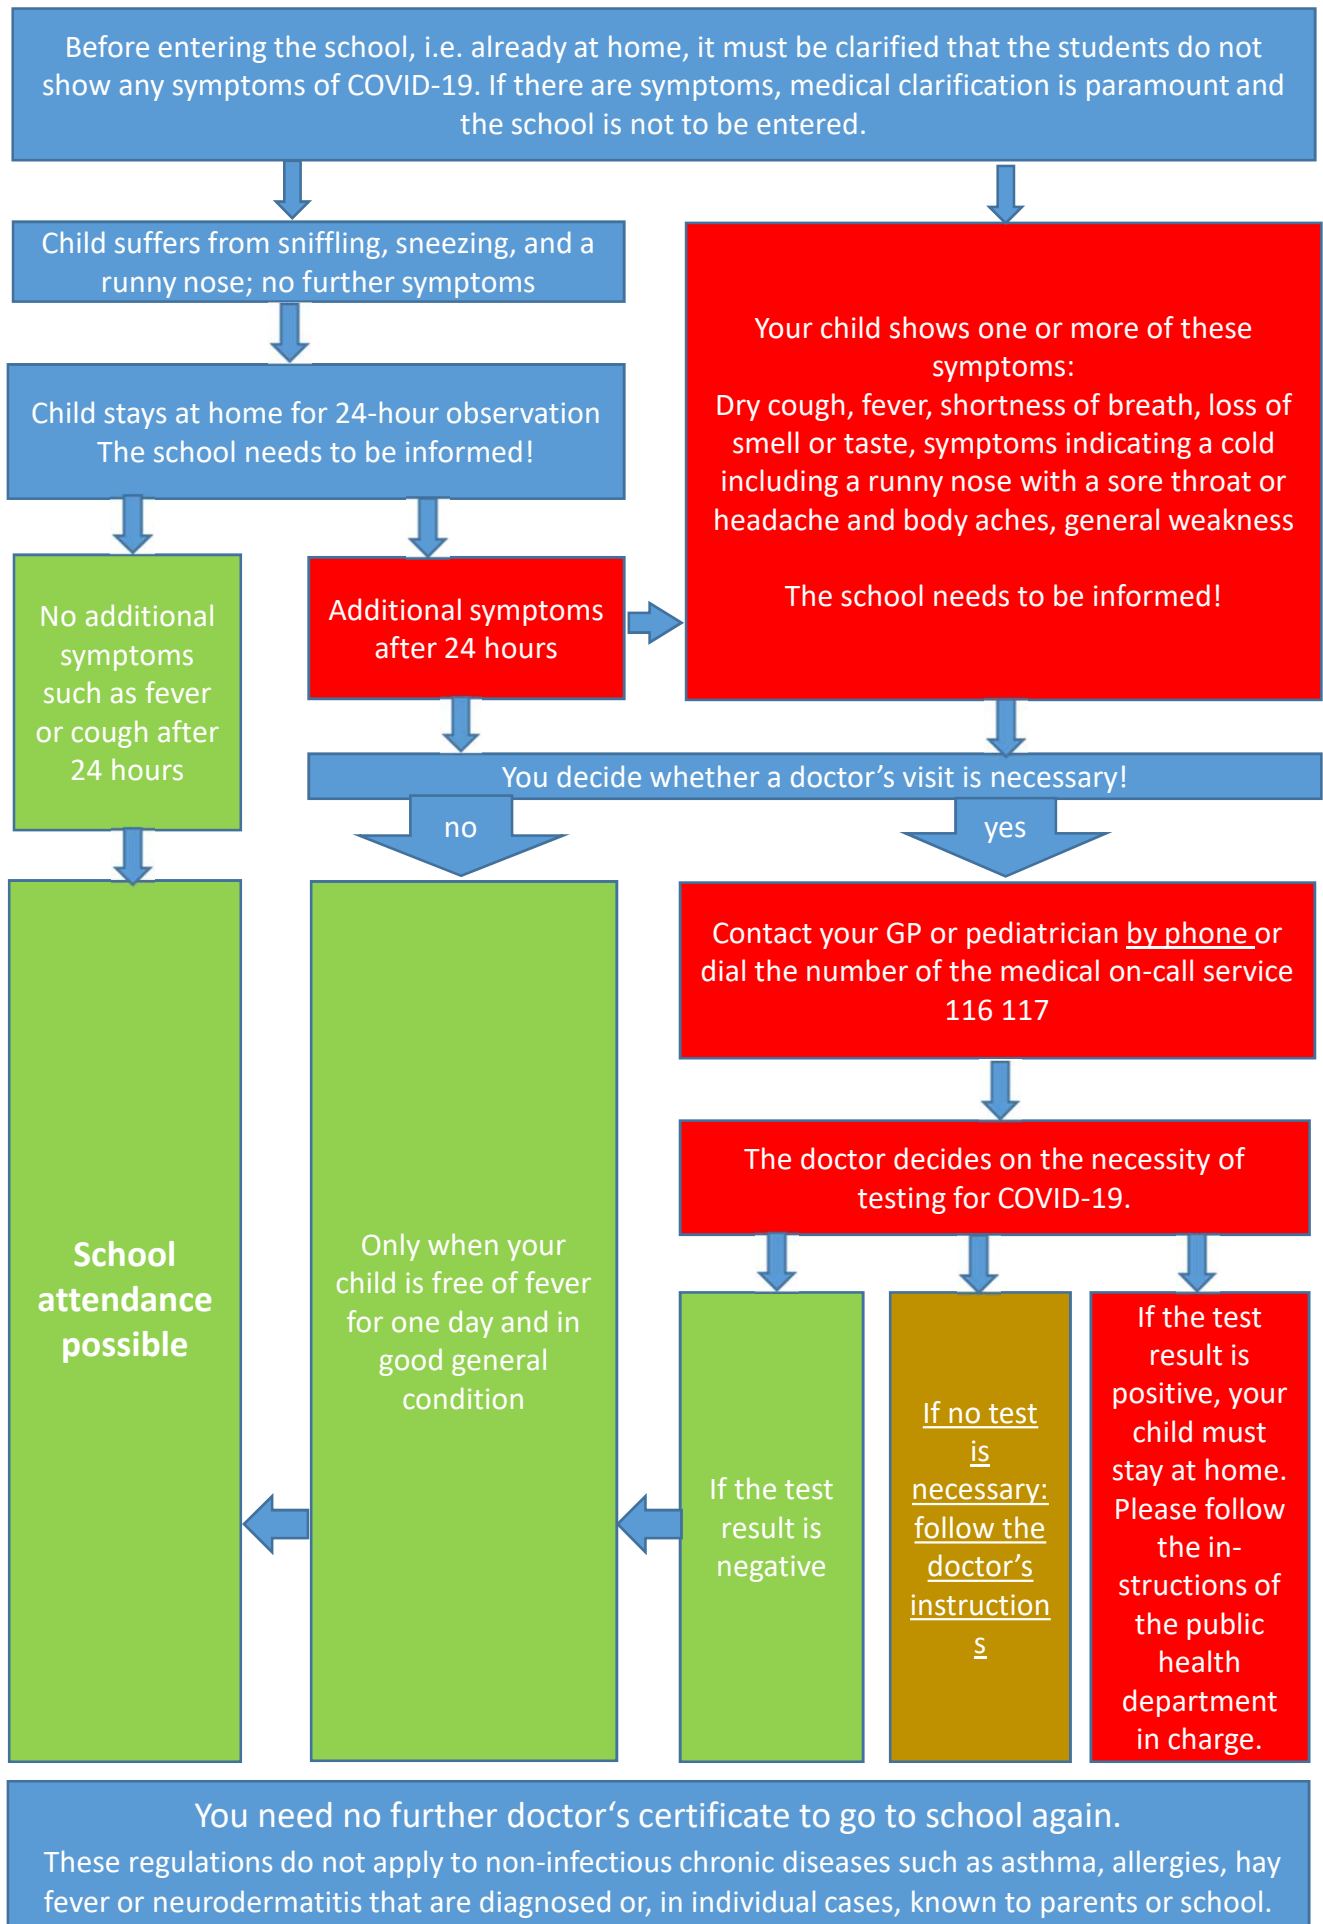 Before entering the school, i.e. already at home, it must be clarified that the students do not
show any symptoms of COVID-19. If there are symptoms, medical clarification is paramount and
the school is not to be entered.
Child suffers from sniffling, sneezing, and a
runny nose; no further symptoms
Child stays at home for 24-hour observation
The school needs to be informed!
Your child shows one or more of these
symptoms:
Dry cough, fever, shortness of breath, loss of
smell or taste, symptoms indicating a cold
including a runny nose with a sore throat or
headache and body aches, general weakness
The school needs to be informed!
No additional
symptoms
such as fever
or cough after
24 hours
Additional symptoms
after 24 hours
You decide whether a doctor’s visit is necessary!
no
yes
School
attendance
possible
Only when your
child is free of fever
for one day and in
good general
condition
Contact your GP or pediatrician by phone or
dial the number of the medical on-call service
116 117
The doctor decides on the necessity of
testing for COVID-19.
If the test
result is
negative
If no test
is
necessary:
follow the
doctor’s
instruction
s
If the test
result is
positive, your
child must
stay at home.
Please follow
the in-
structions of
the public
health
department
in charge.
You need no further doctor‘s certificate to go to school again.
These regulations do not apply to non-infectious chronic diseases such as asthma, allergies, hay
fever or neurodermatitis that are diagnosed or, in individual cases, known to parents or school.